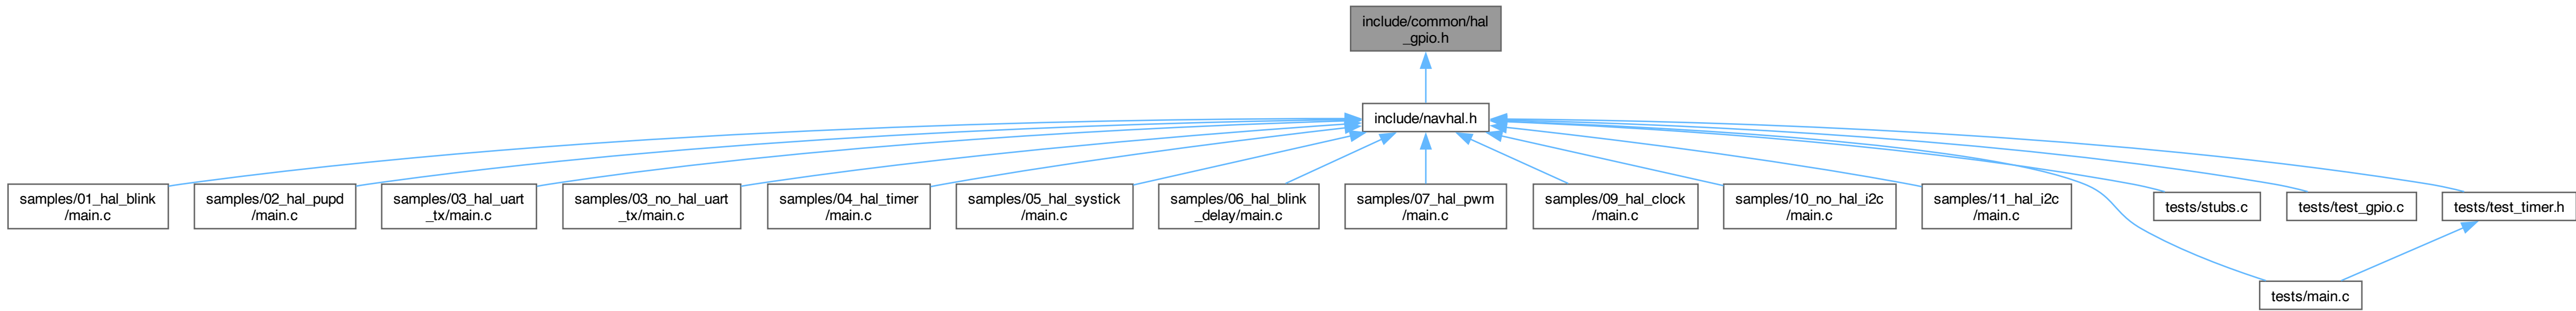 include/common/hal
_gpio.h
include/navhal.h
samples/01_hal_blink
/main.c
samples/02_hal_pupd
/main.c
samples/03_hal_uart
_tx/main.c
samples/03_no_hal_uart
_tx/main.c
samples/04_hal_timer
/main.c
samples/05_hal_systick
/main.c
samples/06_hal_blink
_delay/main.c
samples/07_hal_pwm
/main.c
samples/09_hal_clock
/main.c
samples/10_no_hal_i2c
/main.c
samples/11_hal_i2c
/main.c
tests/stubs.c
tests/test_gpio.c
tests/test_timer.h
tests/main.c